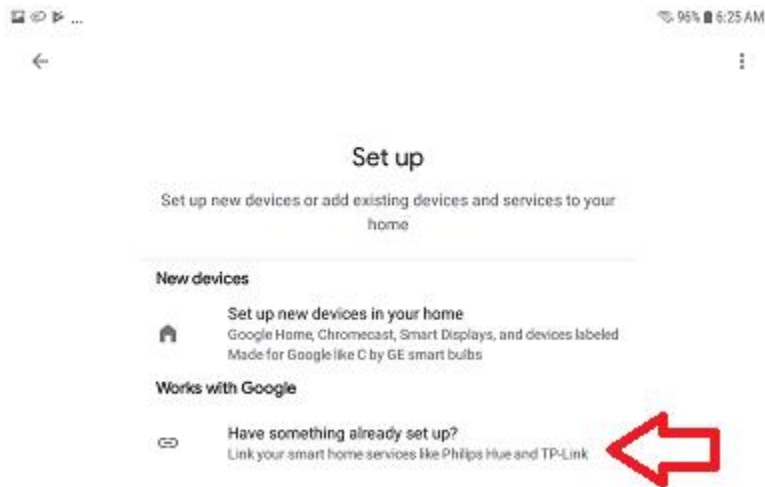 ... 96% 6:25 AM
Set up
Set up new devices or add existing devices and services to your
home
New devices
Set up new devices in your home
Google Home, Chromecast, Smart Displays, and devices labeled
Made for Google like C by GE smart bulbs
Works with Google
Have something already set up?
Link your smart home services like Philips Hue and TP-Link